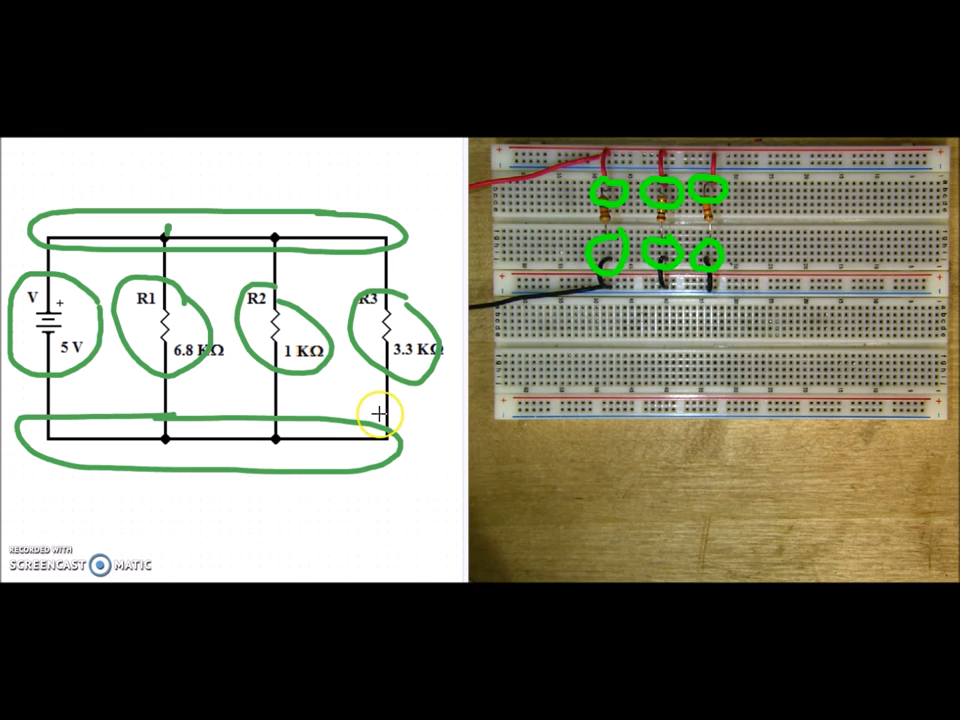 V
+
5 V
R1
6.8 KΩ
R2
1 KΩ
R3
3.3 KΩ
RECORDED WITH
SCREENCAST MATIC